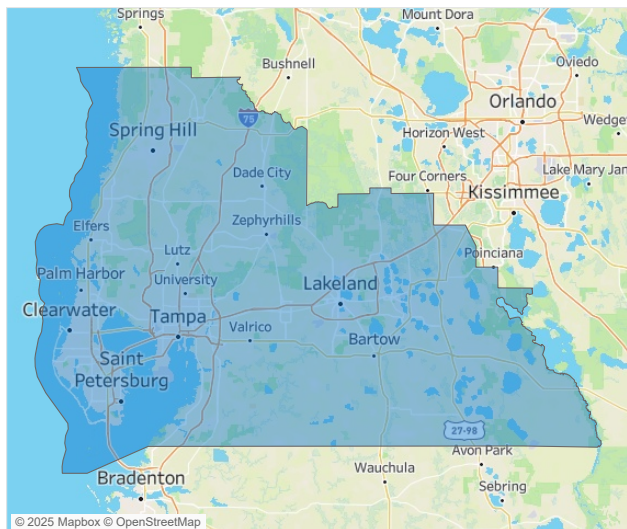 Springs
Mount Dora
Bushnell
Oviedo
Orlando
75
Wedgef
Spring Hill
Horizon West
Dade City
Four Corners
Lake Mary Jan
Kissimmee
Elfers
Zephyrhills
Lutz
Poinciana
Palm Harbor
University
Lakeland
Clearwater
Tampa
Valrico
Bartow
Saint
Petersburg
27-98
Avon Park
Wauchula
Bradenton
Sebring
© 2025 Mapbox © OpenStreetMap